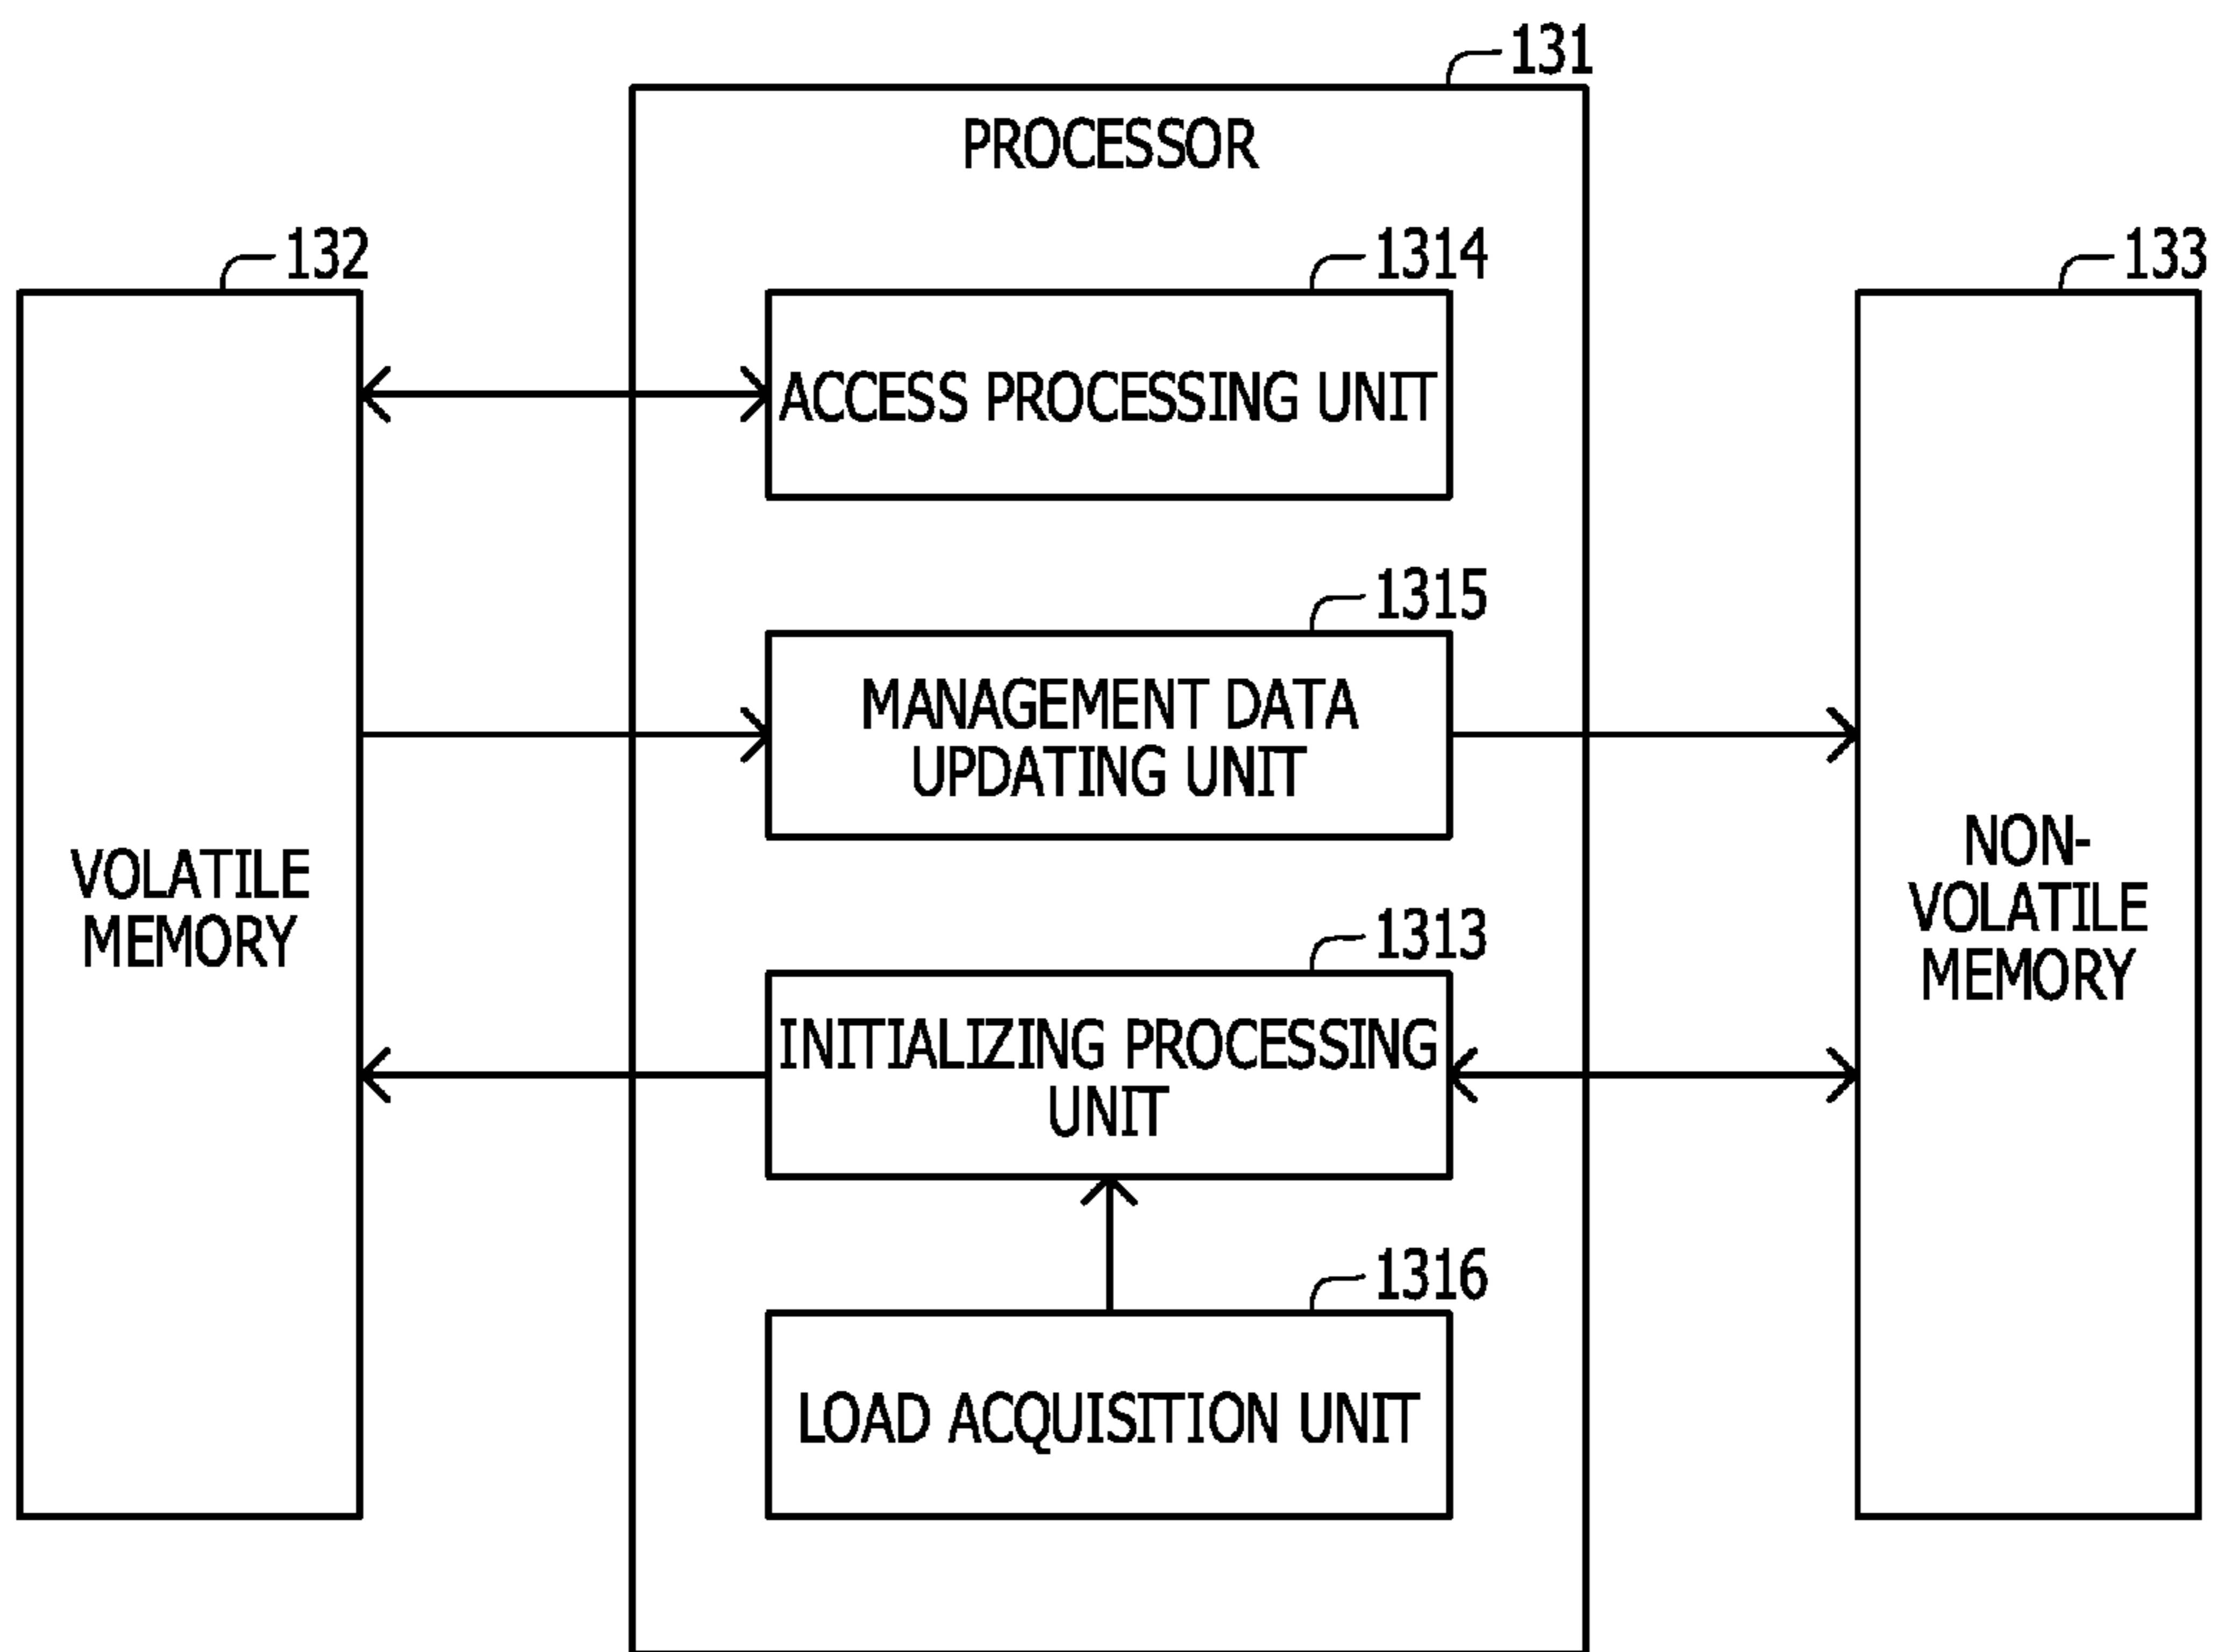 131
PROCESSOR
132
1314
133
ACCESS PROCESSING UNIT
1315
MANAGEMENT DATA
UPDATING UNIT
VOLATILE
MEMORY
NON-
VOLATILE
MEMORY
1313
INITIALIZING PROCESSING
UNIT
1316
LOAD ACQUISITION UNIT